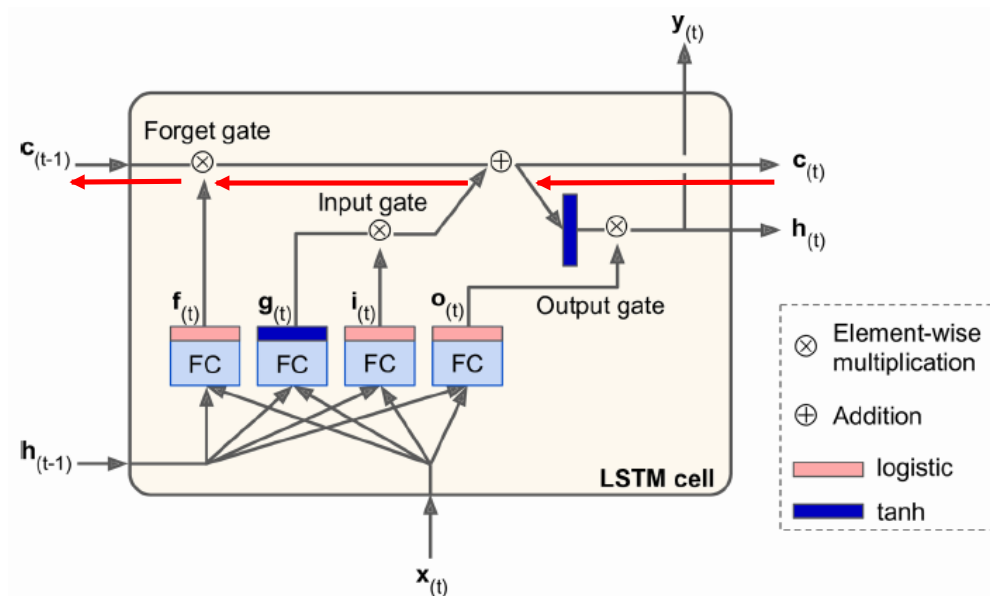 y(t)
Forget gate
c(t-1)
c(t)
Input gate
h(t)
f(t)
g(t)
i(t)
o(t)
Output gate
FC
FC
FC
FC
h(t-1)
LSTM cell
x(t)
Element-wise
multiplication
Addition
logistic
tanh